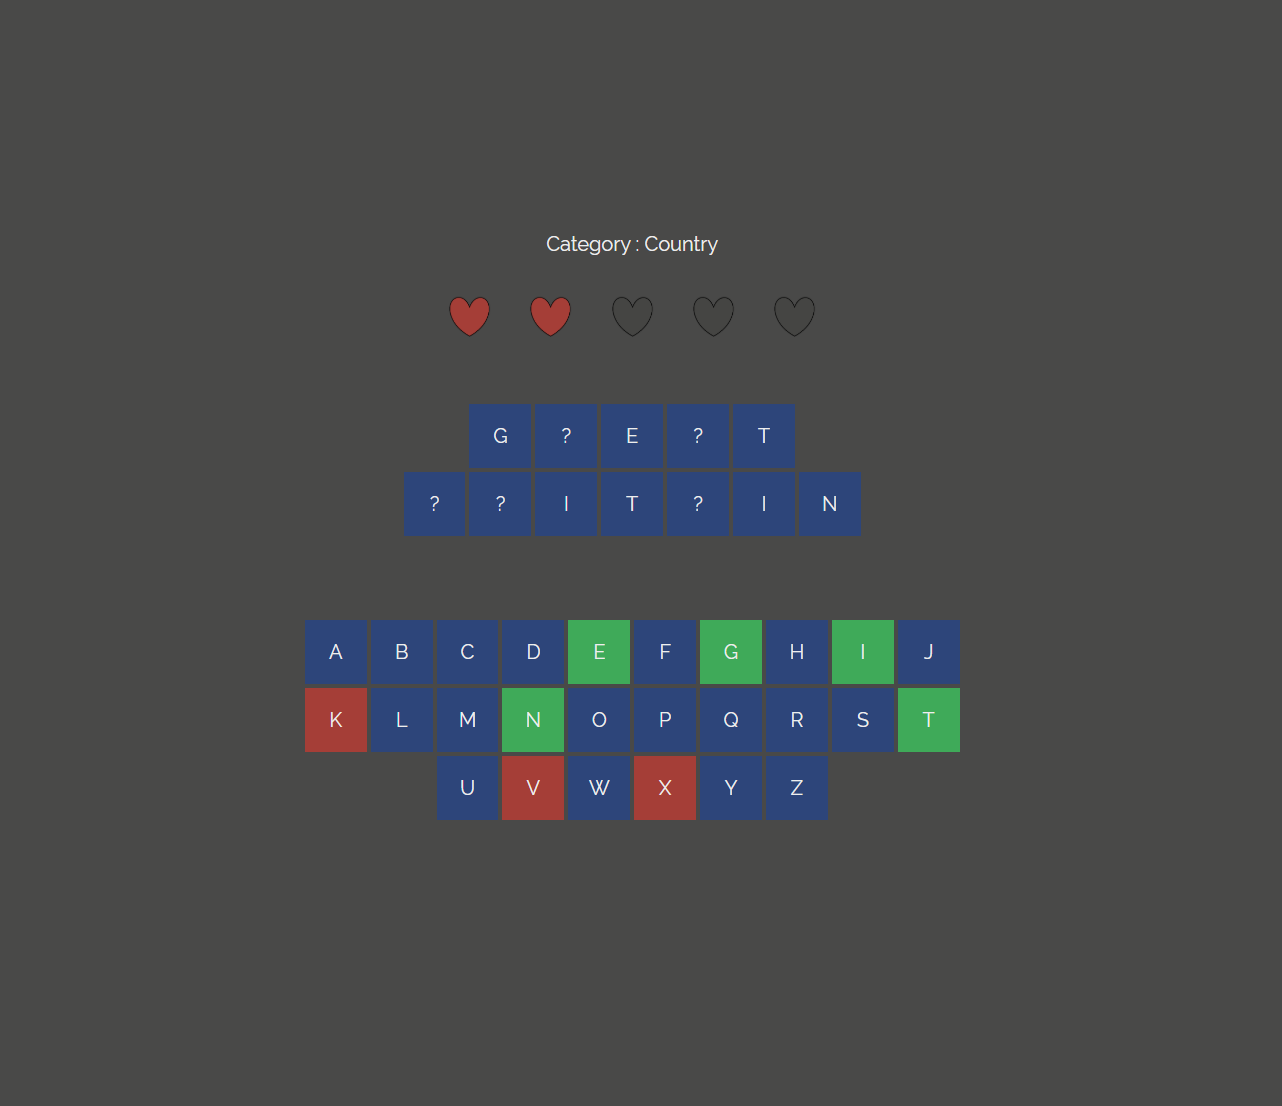 Category : Country
G ? E ? T
? ? I T ? I N
A B C D E F G H I J
K L M N O P Q R S T
U V W X Y Z